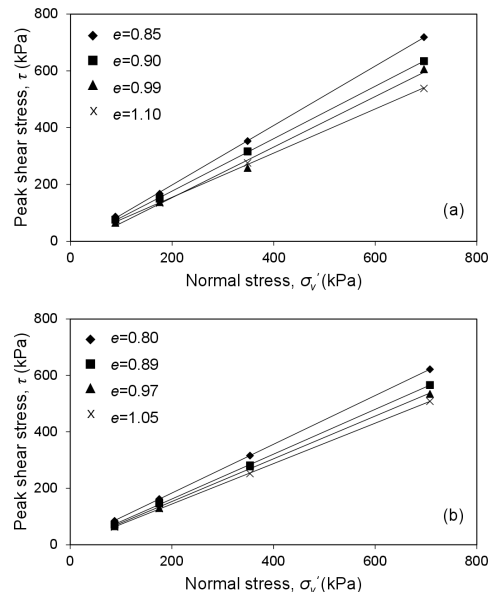 800
600
400
200
0
Peak shear stress, τ (kPa)
e=0.85
e=0.90
e=0.99
e=1.10
(a)
0 200 400 600 800
Normal stress, σv′(kPa)
800
600
400
200
0
Peak shear stress, τ (kPa)
e=0.80
e=0.89
e=0.97
e=1.05
(b)
0 200 400 600 800
Normal stress, σv′(kPa)